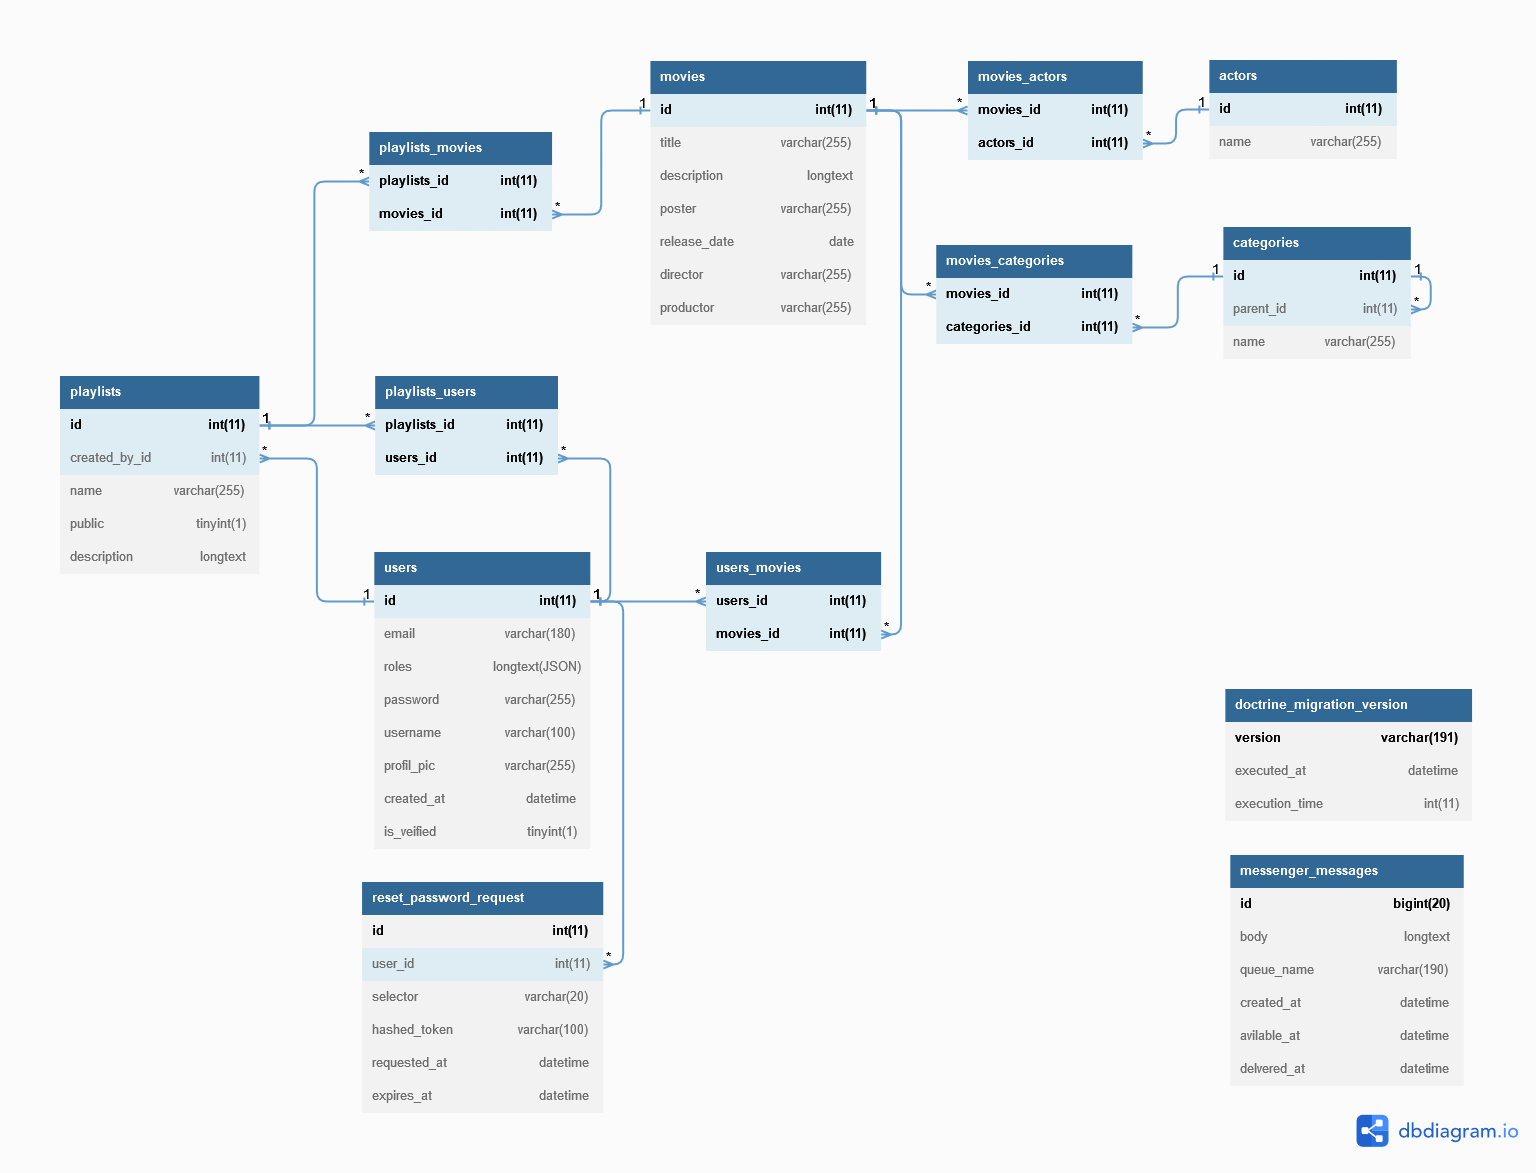 movies
id int(11)
title varchar(255)
description longtext
poster varchar(255)
release_date date
director varchar(255)
productor varchar(255)
movies_actors
movies_id int(11)
actors_id int(11)
actors
id int(11)
name varchar(255)
playlists_movies
playlists_id int(11)
movies_id int(11)
movies_categories
movies_id int(11)
categories_id int(11)
categories
id int(11)
parent_id int(11)
name varchar(255)
playlists
id int(11)
created_by_id int(11)
name varchar(255)
public tinyint(1)
description longtext
playlists_users
playlists_id int(11)
users_id int(11)
users
id int(11)
email varchar(180)
roles longtext(JSON)
password varchar(255)
username varchar(100)
profil_pic varchar(255)
created_at datetime
is_veified tinyint(1)
users_movies
users_id int(11)
movies_id int(11)
reset_password_request
id int(11)
user_id int(11)
selector varchar(20)
hashed_token varchar(100)
requested_at datetime
expires_at datetime
doctrine_migration_version
version varchar(191)
executed_at datetime
execution_time int(11)
messenger_messages
id bigint(20)
body longtext
queue_name varchar(190)
created_at datetime
avilable_at datetime
delvered_at datetime
1 1 * * 1
* *
* * 1 1 *
1 * * *
1 1 * *
*
dbdiagram.io